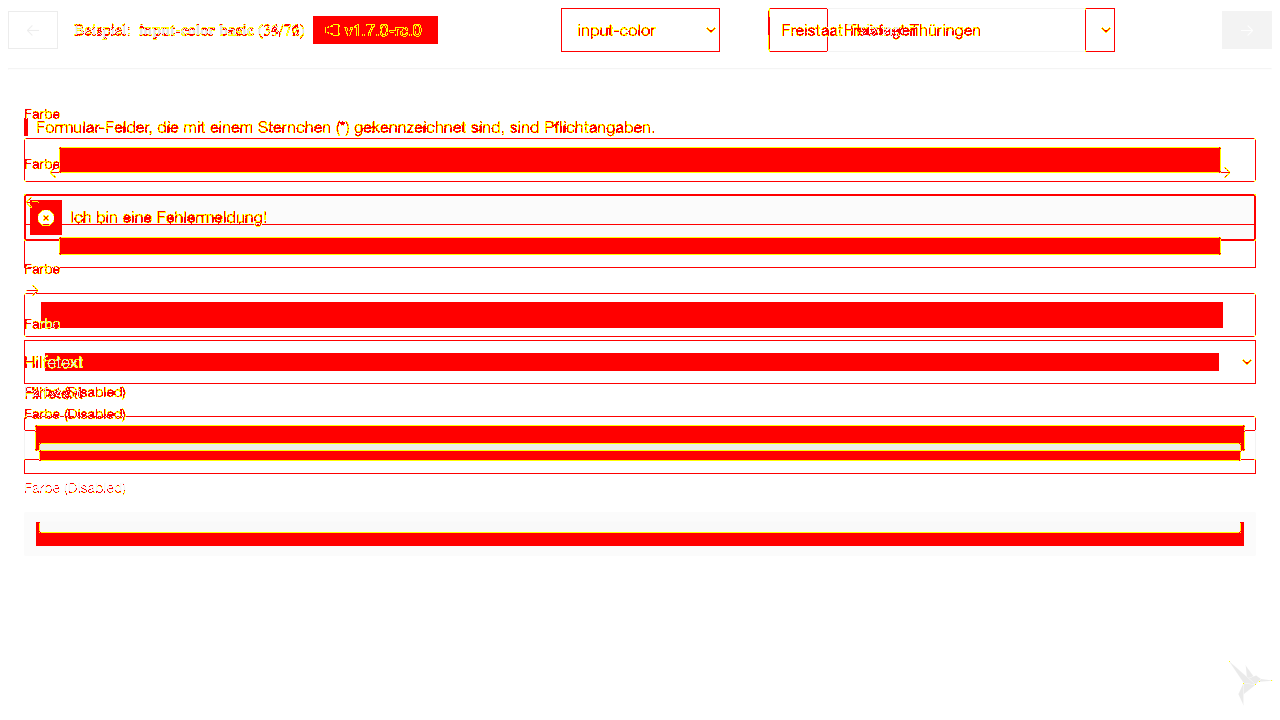 Beispiel: input-color basic (34/76) v1.7.0-rc.0 input-color Freistaat Thüringen
Farbe
Formular-Felder, die mit einem Sternchen (*) gekennzeichnet sind, sind Pflichtangaben.
Farbe
Ich bin eine Fehlermeldung!
Farbe
Farbe
Hilfetext
Farbe (Disabled)
Farbe (Disabled)
Farbe (Disabled)